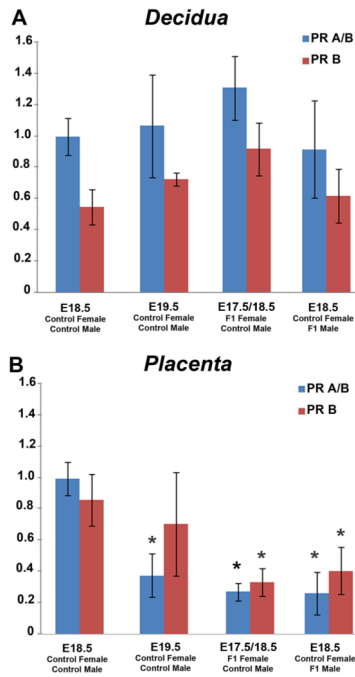 A
Decidua
PR A/B
PR B
1.6
1.4
1.2
1.0
0.8
0.6
0.4
0.2
0
E18.5 E19.5 E17.5/18.5 E18.5
Control Female Control Female F1 Female Control Female
Control Male Control Male Control Male F1 Male
B
Placenta
PR A/B
PR B
1.6
1.4
1.2
1.0
0.8
0.6
0.4
0.2
0
* * * * *
E18.5 E19.5 E17.5/18.5 E18.5
Control Female Control Female F1 Female Control Female
Control Male Control Male Control Male F1 Male